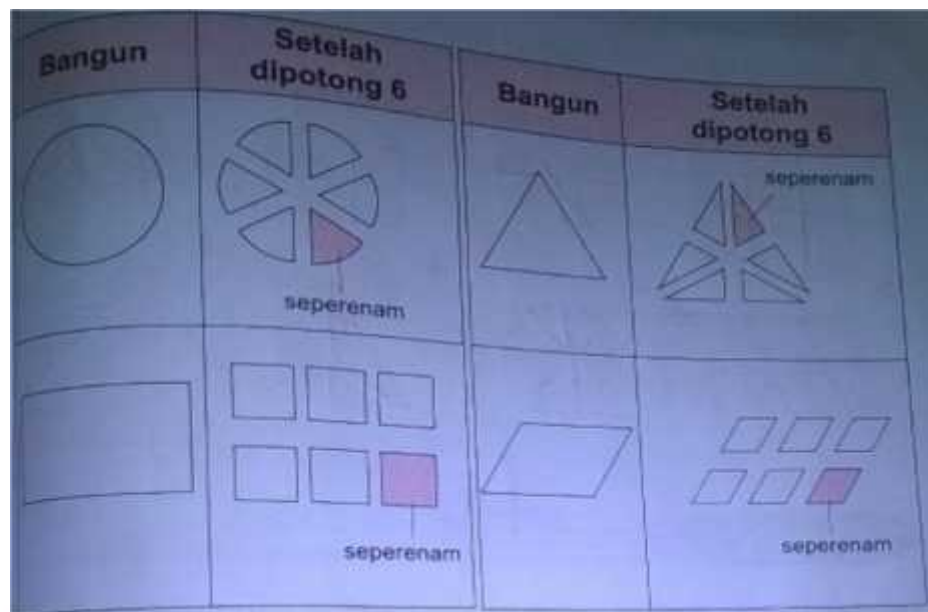 Bangun
Setelah
dipotong 6
Bangun
Setelah
dipotong 6
seperenam
seperenam
seperenam
seperenam